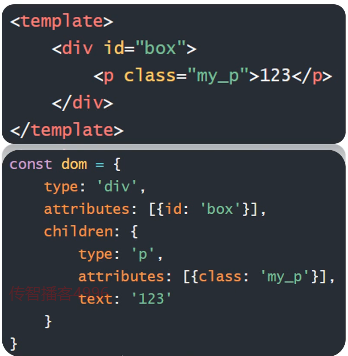 <template>
    <div id="box">
        <p class="my_p">123</p>
    </div>
</template>
const dom = {
    type: 'div',
    attributes: [{id: 'box'}],
    children: {
        type: 'p',
        attributes: [{class: 'my_p'}],
        text: '123'
    }
}